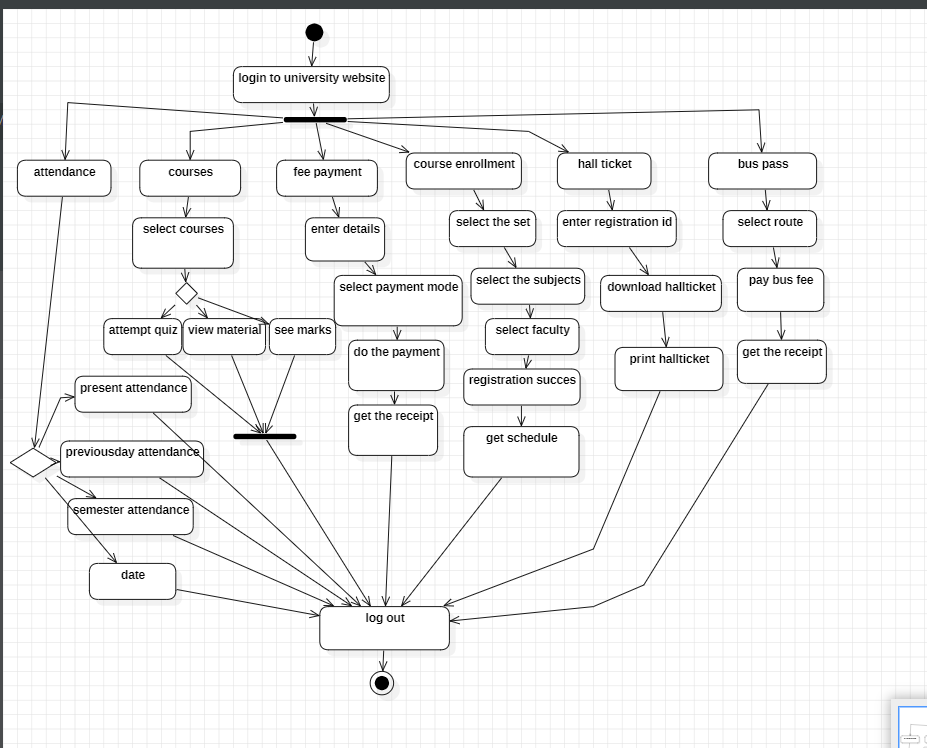 login to university website
attendance
courses
fee payment
course enrollment
hall ticket
bus pass
select courses
enter details
select the set
enter registration id
select route
select payment mode
select the subjects
download hallticket
pay bus fee
attempt quiz
view material
see marks
select faculty
do the payment
print hallticket
get the receipt
present attendance
registration succes
get the receipt
get schedule
previousday attendance
semester attendance
date
log out